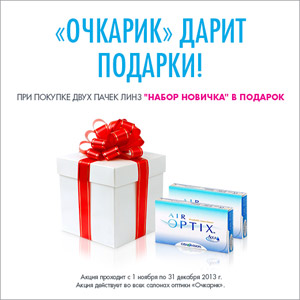 «ОЧКАРИК» ДАРИТ
ПОДАРКИ!
ПРИ ПОКУПКЕ ДВУХ ПАЧЕК ЛИНЗ "НАБОР НОВИЧКА" В ПОДАРОК
AIR
OPTIX
Aqua
AIR
OPTIX
Aqua
Акция проходит с 1 ноября по 31 декабря 2013 г.
Акция действует во всех салонах оптики «Очкарик».